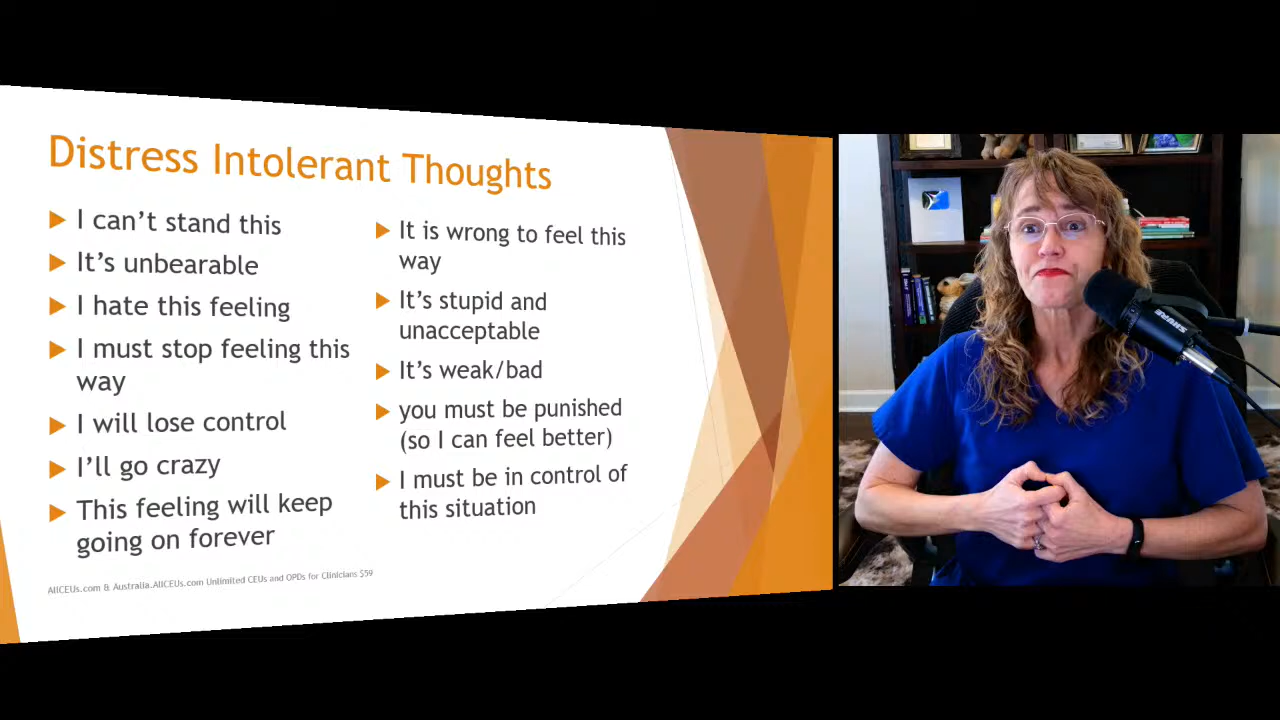 Distress Intolerant Thoughts
I can't stand this
It's unbearable
I hate this feeling
I must stop feeling this
way
I will lose control
I'll go crazy
This feeling will keep
going on forever
It is wrong to feel this
way
It's stupid and
unacceptable
It's weak/bad
you must be punished
(so I can feel better)
I must be in control of
this situation
AllCEUs.com & Australia.AllCEUs.com Unlimited CEUs and OPDs for Clinicians $59
SHURE